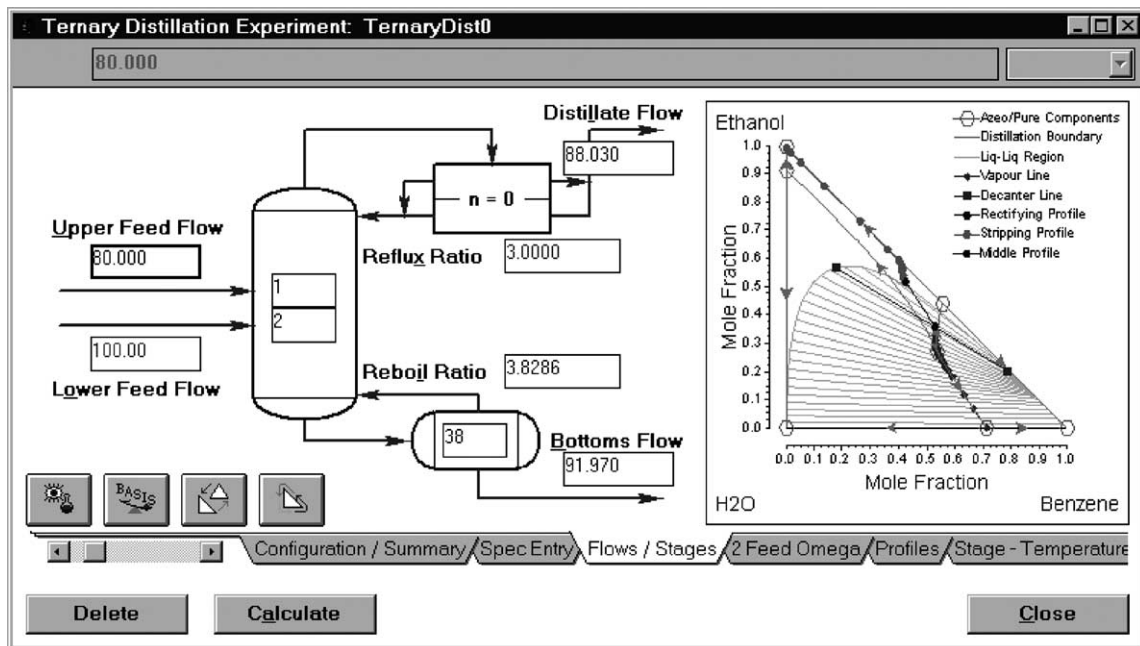 Ternary Distillation Experiment: TernaryDist0
80.000
Distillate Flow
88.030
n = 0
Upper Feed Flow
80.000
Reflux Ratio
3.0000
1
2
100.00
Lower Feed Flow
Reboil Ratio
3.8286
38
Bottoms Flow
91.970
Ethanol
Azeo/Pure Components
Distillation Boundary
Liq-Liq Region
Vapour Line
Decanter Line
Rectifying Profile
Stripping Profile
Middle Profile
1.0
0.9
0.8
0.7
0.6
0.5
0.4
0.3
0.2
0.1
0.0
Mole Fraction
0.0 0.1 0.2 0.3 0.4 0.5 0.6 0.7 0.8 0.9 1.0
Mole Fraction
H2O
Benzene
BASIS
Configuration / Summary
Spec Entry
Flows / Stages
2 Feed Omega
Profiles
Stage - Temperature
Delete
Calculate
Close